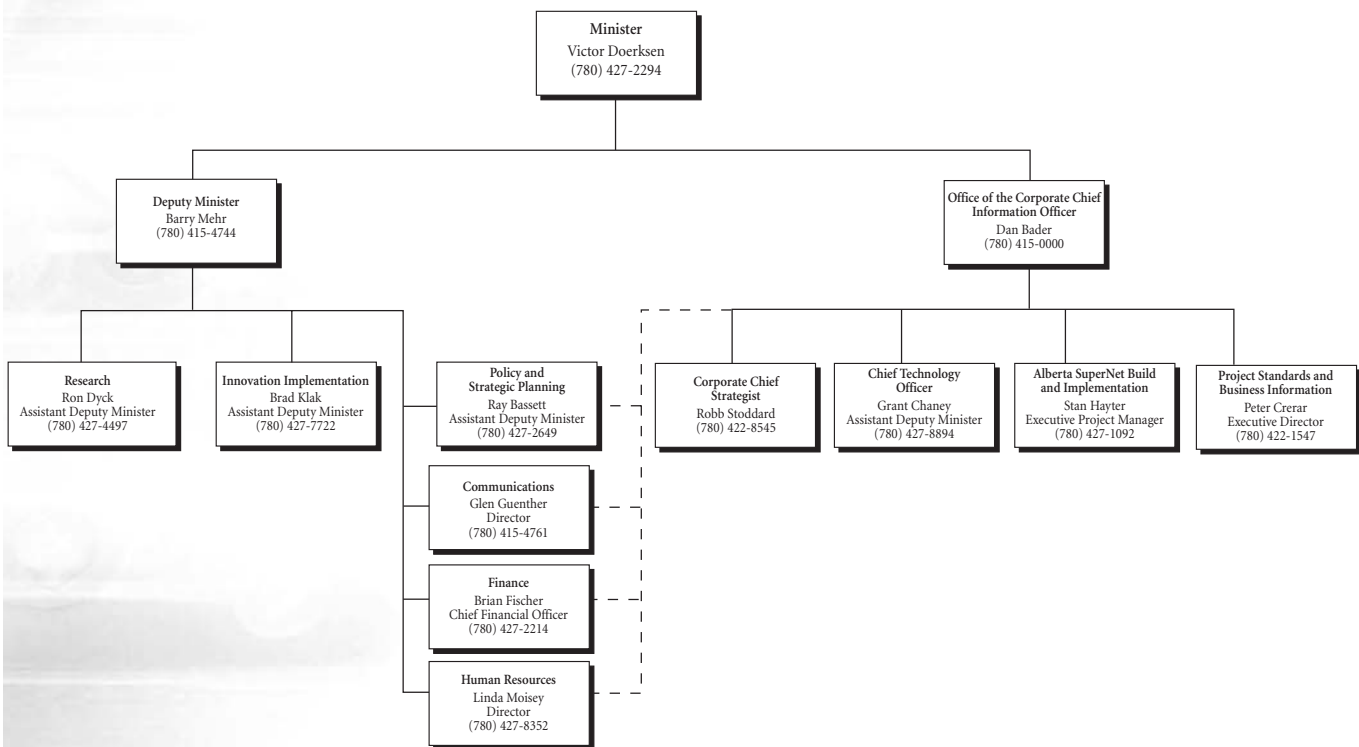 Minister
Victor Doerksen
(780) 427-2294
Deputy Minister
Barry Mehr
(780) 415-4744
Office of the Corporate Chief
Information Officer
Dan Bader
(780) 415-0000
Research
Ron Dyck
Assistant Deputy Minister
(780) 427-4497
Innovation Implementation
Brad Klak
Assistant Deputy Minister
(780) 427-7722
Policy and
Strategic Planning
Ray Bassett
Assistant Deputy Minister
(780) 427-2649
Communications
Glen Guenther
Director
(780) 415-4761
Finance
Brian Fischer
Chief Financial Officer
(780) 427-2214
Human Resources
Linda Moisey
Director
(780) 427-8352
Corporate Chief
Strategist
Robb Stoddard
(780) 422-8545
Chief Technology
Officer
Grant Chaney
Assistant Deputy Minister
(780) 427-8894
Alberta SuperNet Build
and Implementation
Stan Hayter
Executive Project Manager
(780) 427-1092
Project Standards and
Business Information
Peter Crerar
Executive Director
(780) 422-1547